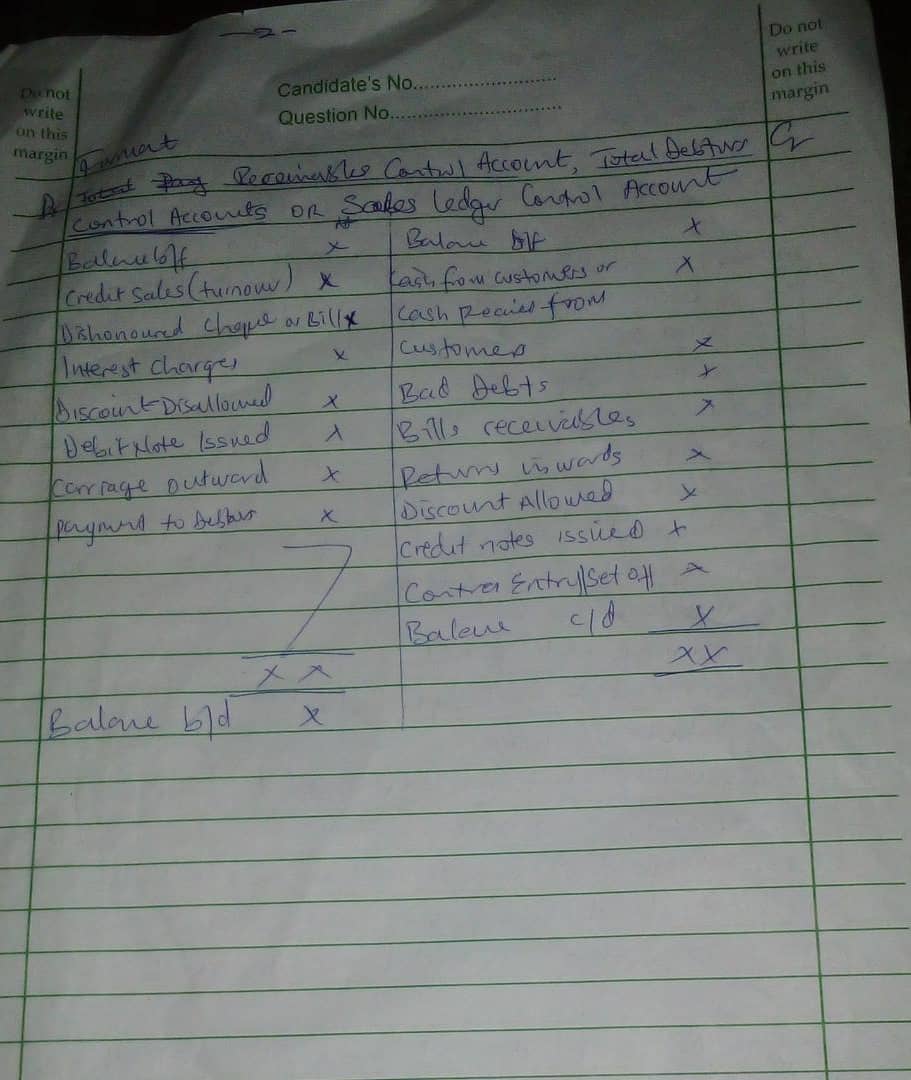 -2-
Do not
write
on this
margin
Candidate's No.
Question No.
Do not
write
on this
margin
Format
Dr Receivables Control Account, Total Debtors Cr
Control Accounts OR Sales ledger Control Account
Balance b/f x Balance b/f x
Credit Sales (turnover) x Cash from customers or x
Dishonoured Cheque or Bill x Cash Received from
Interest Charges x Customers x
Discount Disallowed x Bad Debts x
Debit Note Issued x Bills receivables x
Carriage outward x Returns inwards x
payment to Debtors x Discount Allowed x
Credit notes issued x
Contra Entry/Set off x
Balance c/d x
x x xx
Balance b/d x